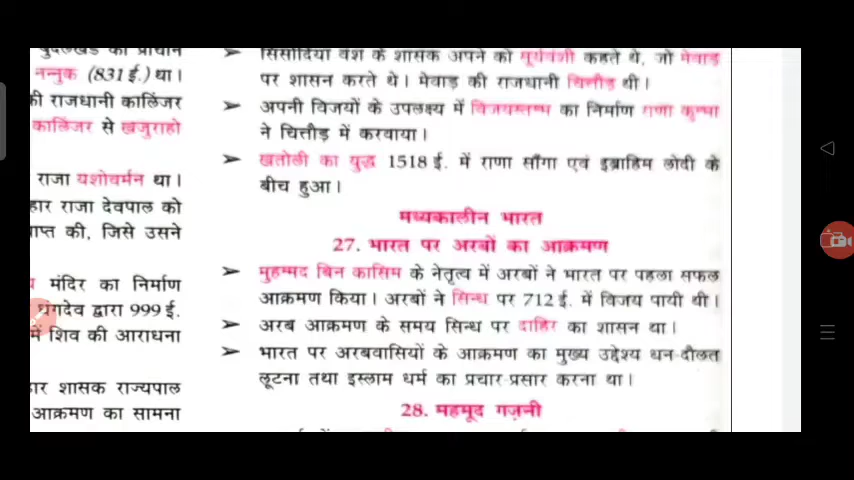 नन्नुक (831 ई.) था।
की राजधानी कालिंजर
कालिंजर से खजुराहो
राजा यशोवर्मन था।
हार राजा देवपाल को
प्त की, जिसे उसने
मंदिर का निर्माण
धंगदेव द्वारा 999 ई.
में शिव की आराधना
शासक राज्यपाल
आक्रमण का सामना
➤ सिसोदिया वंश के शासक अपने को सूर्यवंशी कहते थे, जो मेवाड़
पर शासन करते थे। मेवाड़ की राजधानी चित्तौड़ थी।
➤ अपनी विजयों के उपलक्ष्य में विजयस्तम्भ का निर्माण राणा कुम्भा
ने चित्तौड़ में करवाया।
➤ खतोली का युद्ध 1518 ई. में राणा साँगा एवं इब्राहिम लोदी के
बीच हुआ।
मध्यकालीन भारत
27. भारत पर अरबों का आक्रमण
➤ मुहम्मद बिन कासिम के नेतृत्व में अरबों ने भारत पर पहला सफल
आक्रमण किया। अरबों ने सिन्ध पर 712 ई. में विजय पायी थी।
➤ अरब आक्रमण के समय सिन्ध पर दाहिर का शासन था।
➤ भारत पर अरबवासियों के आक्रमण का मुख्य उद्देश्य धन-दौलत
लूटना तथा इस्लाम धर्म का प्रचार-प्रसार करना था।
28. महमूद गज़नी